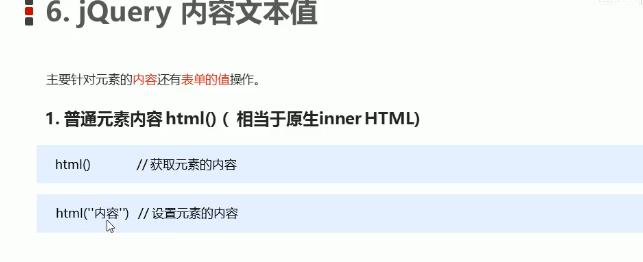 6. jQuery 内容文本值
主要针对元素的内容还有表单的值操作。
1. 普通元素内容 html()（ 相当于原生inner HTML)
html() // 获取元素的内容
html(''内容'') // 设置元素的内容